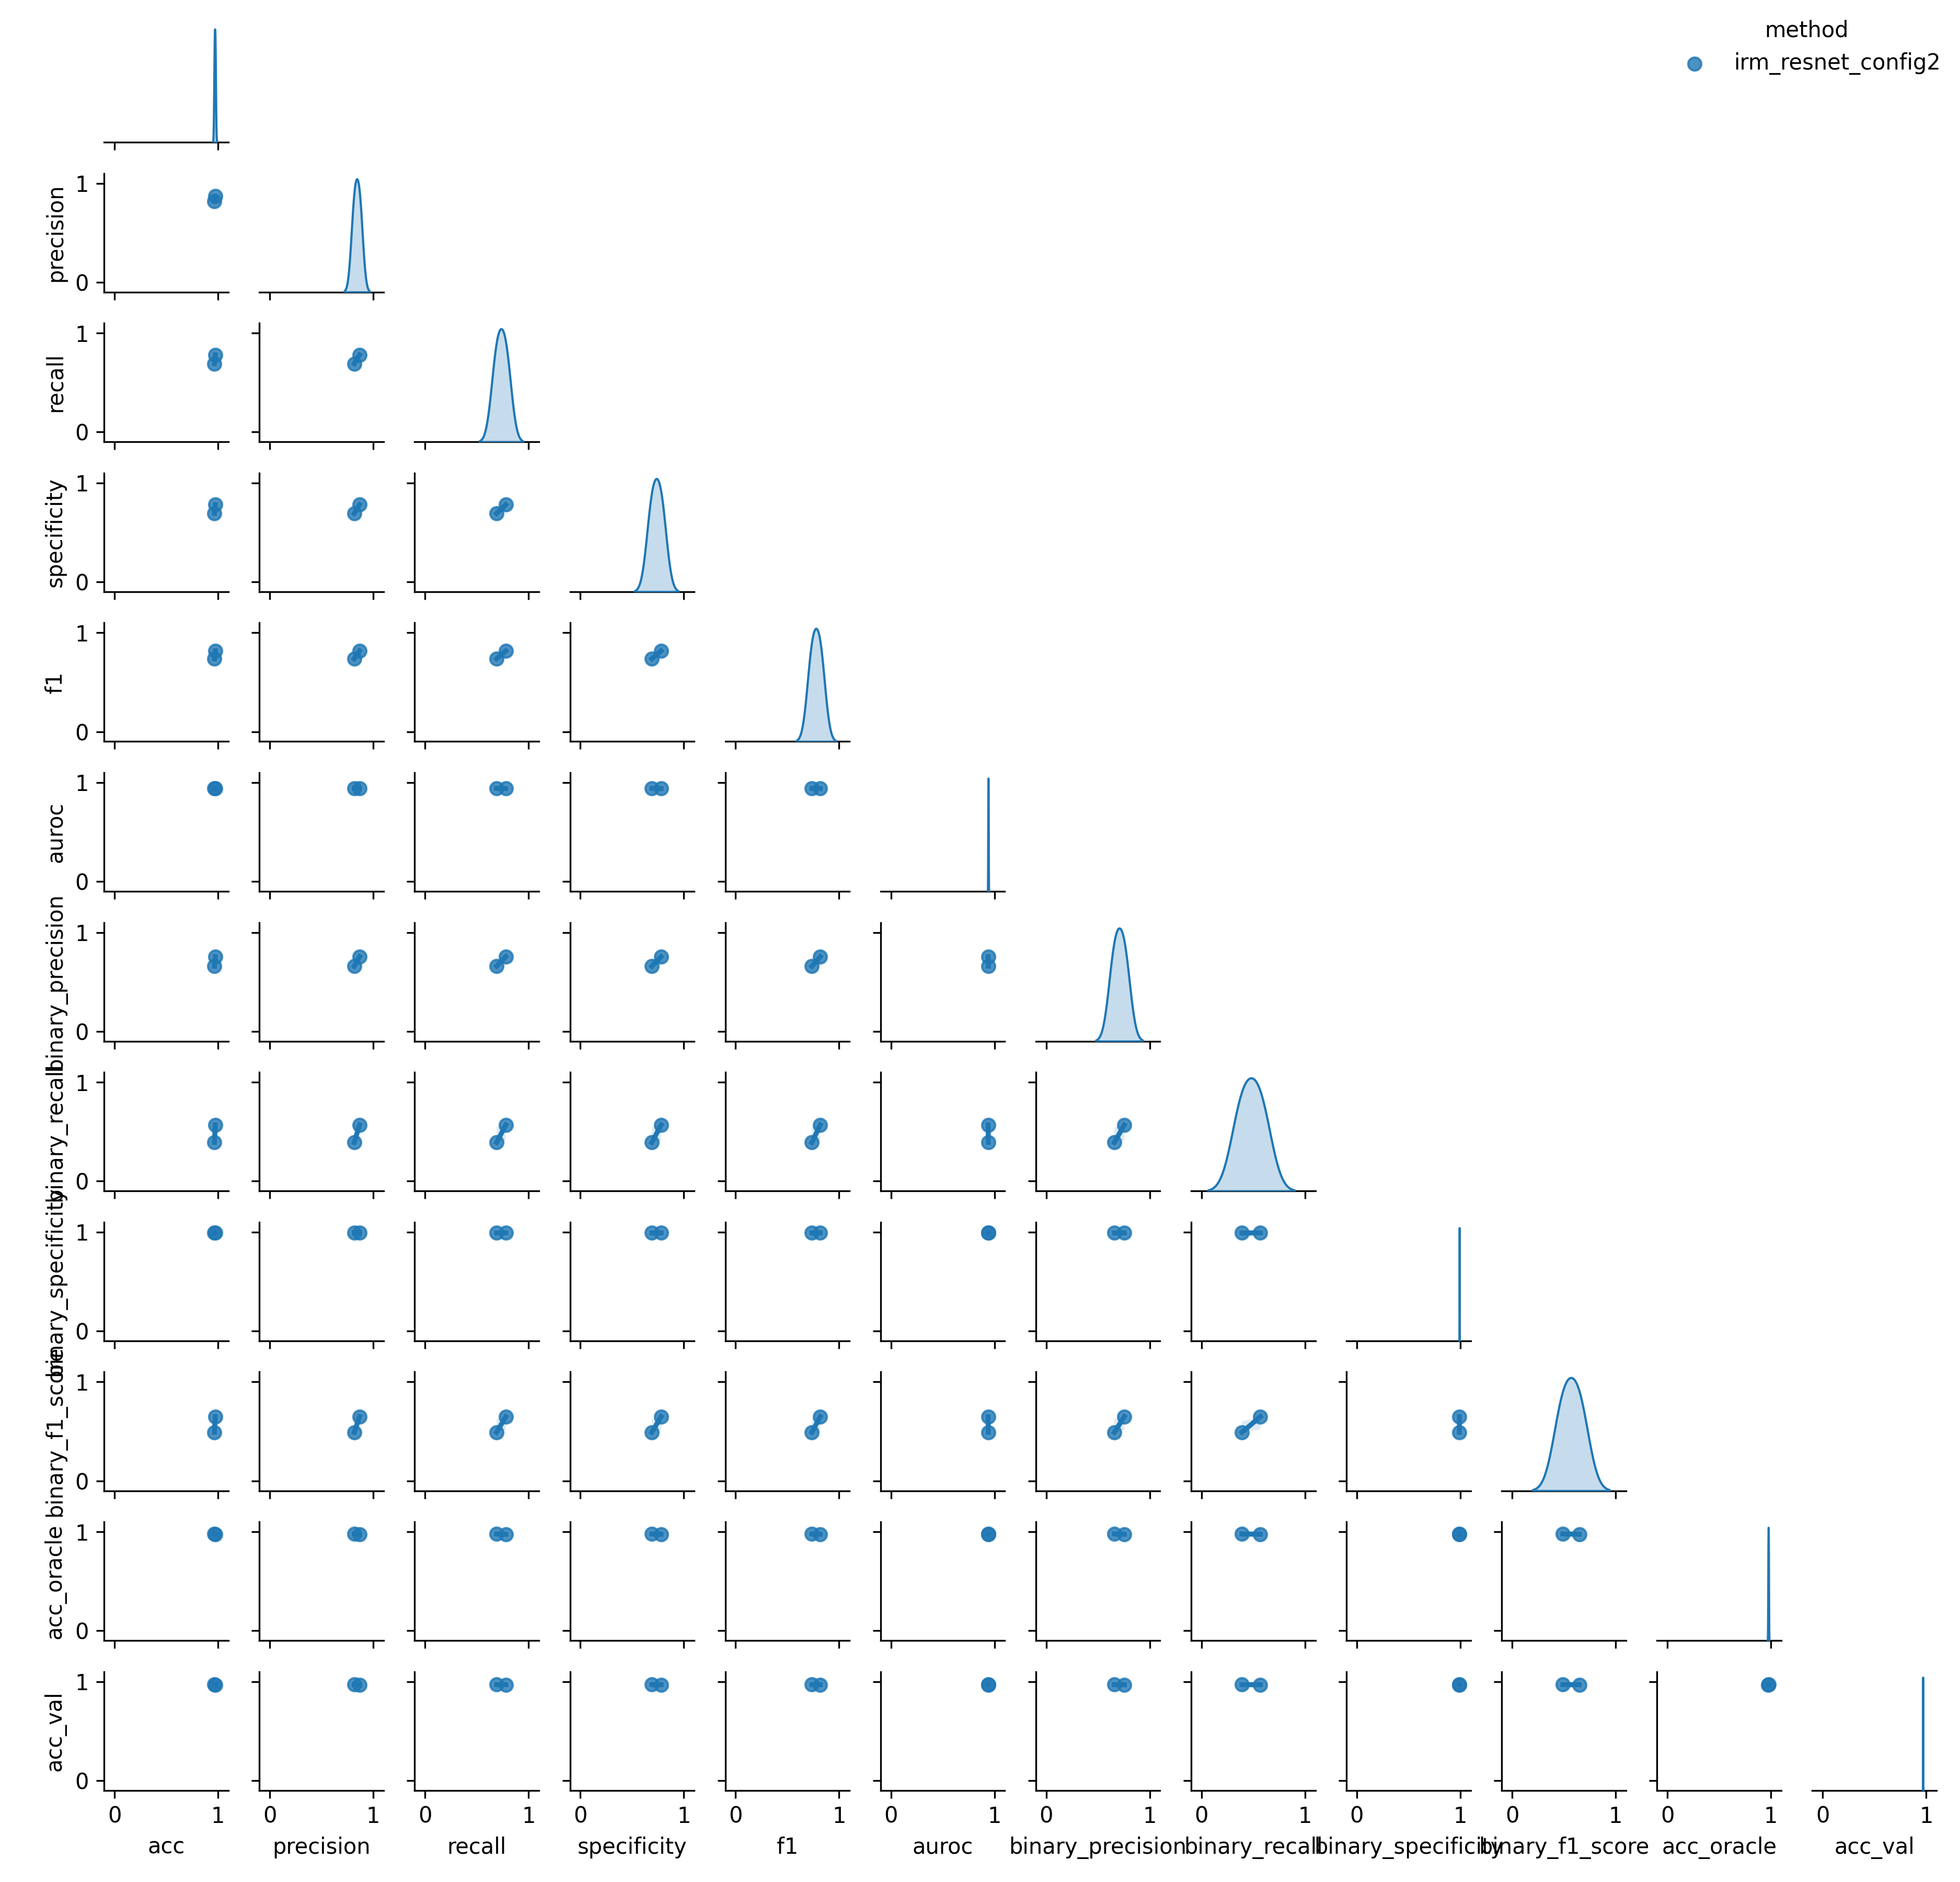 method
irm_resnet_config2
1
precision
0
1
recall
0
1
specificity
0
1
f1
0
1
auroc
0
1
binary_precision
0
1
binary_recall
0
1
binary_specificity
0
1
binary_f1_score
0
1
acc_oracle
0
1
acc_val
0
0 1 0 1 0 1 0 1 0 1 0 1 0 1 0 1 0 1 0 1 0 1 0 1
acc precision recall specificity f1 auroc binary_precision binary_recall binary_specificity binary_f1_score acc_oracle acc_val